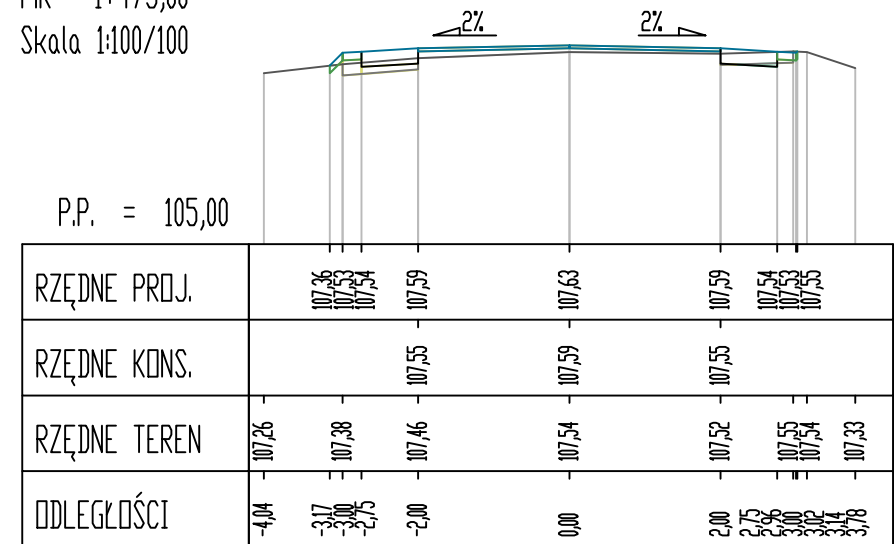 Skala 1:100/100
2% 2%
P.P. = 105,00
RZĘDNE PROJ. 107,36 107,53 107,54 107,59 107,63 107,59 107,54 107,53 107,55
RZĘDNE KONS. 107,55 107,59 107,55
RZĘDNE TEREN 107,26 107,38 107,46 107,54 107,52 107,55 107,54 107,33
ODLEGŁOŚCI -4,04 -3,17 -3,00 -2,75 -2,00 0,00 2,00 2,75 2,96 3,00 3,02 3,14 3,78